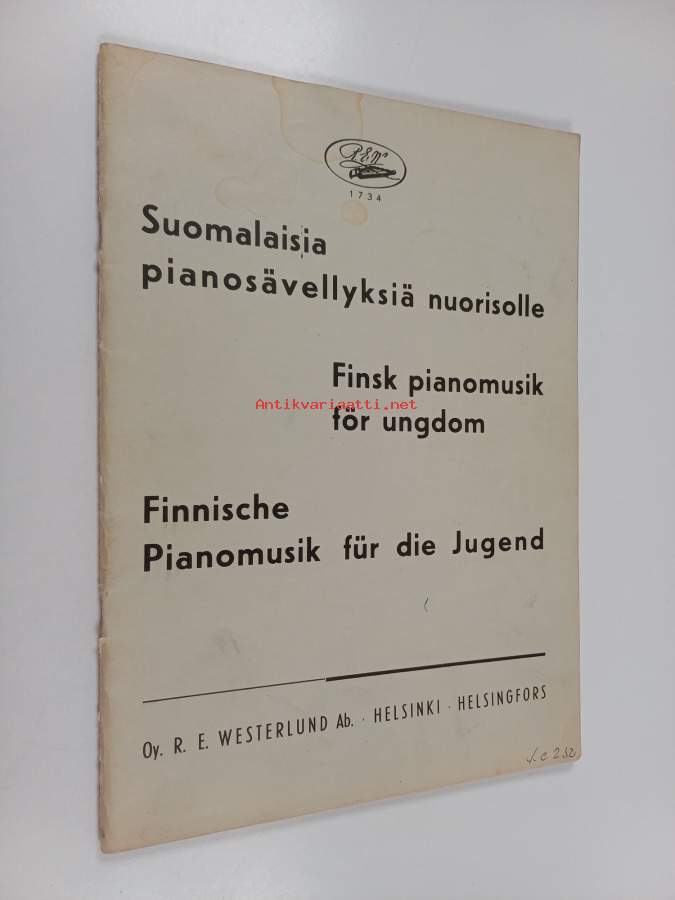 R.E.W
1734
Suomalaisia
pianosävellyksiä nuorisolle
Finsk pianomusik
Antikvariaatti.net
för ungdom
Finnische
Pianomusik für die Jugend
Oy. R. E. WESTERLUND Ab. · HELSINKI · HELSINGFORS